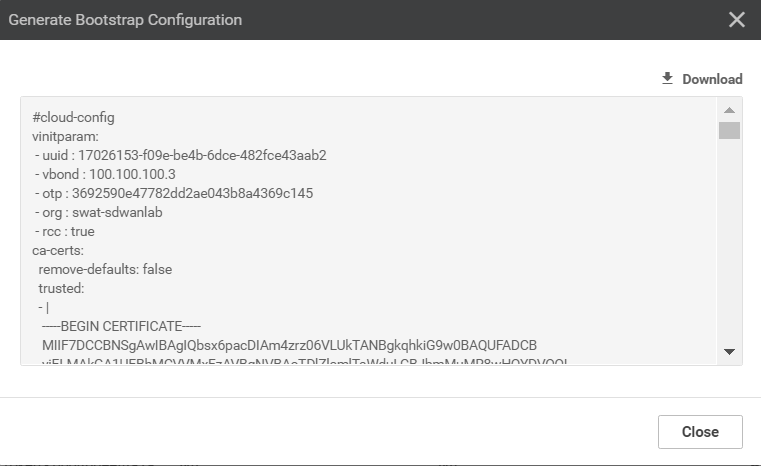 Generate Bootstrap Configuration
Download
#cloud-config
vinitparam:
- uuid : 17026153-f09e-be4b-6dce-482fce43aab2
- vbond : 100.100.100.3
- otp : 3692590e47782dd2ae043b8a4369c145
- org : swat-sdwanlab
- rcc : true
ca-certs:
remove-defaults: false
trusted:
- |
-----BEGIN CERTIFICATE-----
MIIF7DCCBNSgAwIBAgIQbsx6pacDIAm4zrz06VLUkTANBgkqhkiG9w0BAQUFADCB
Close